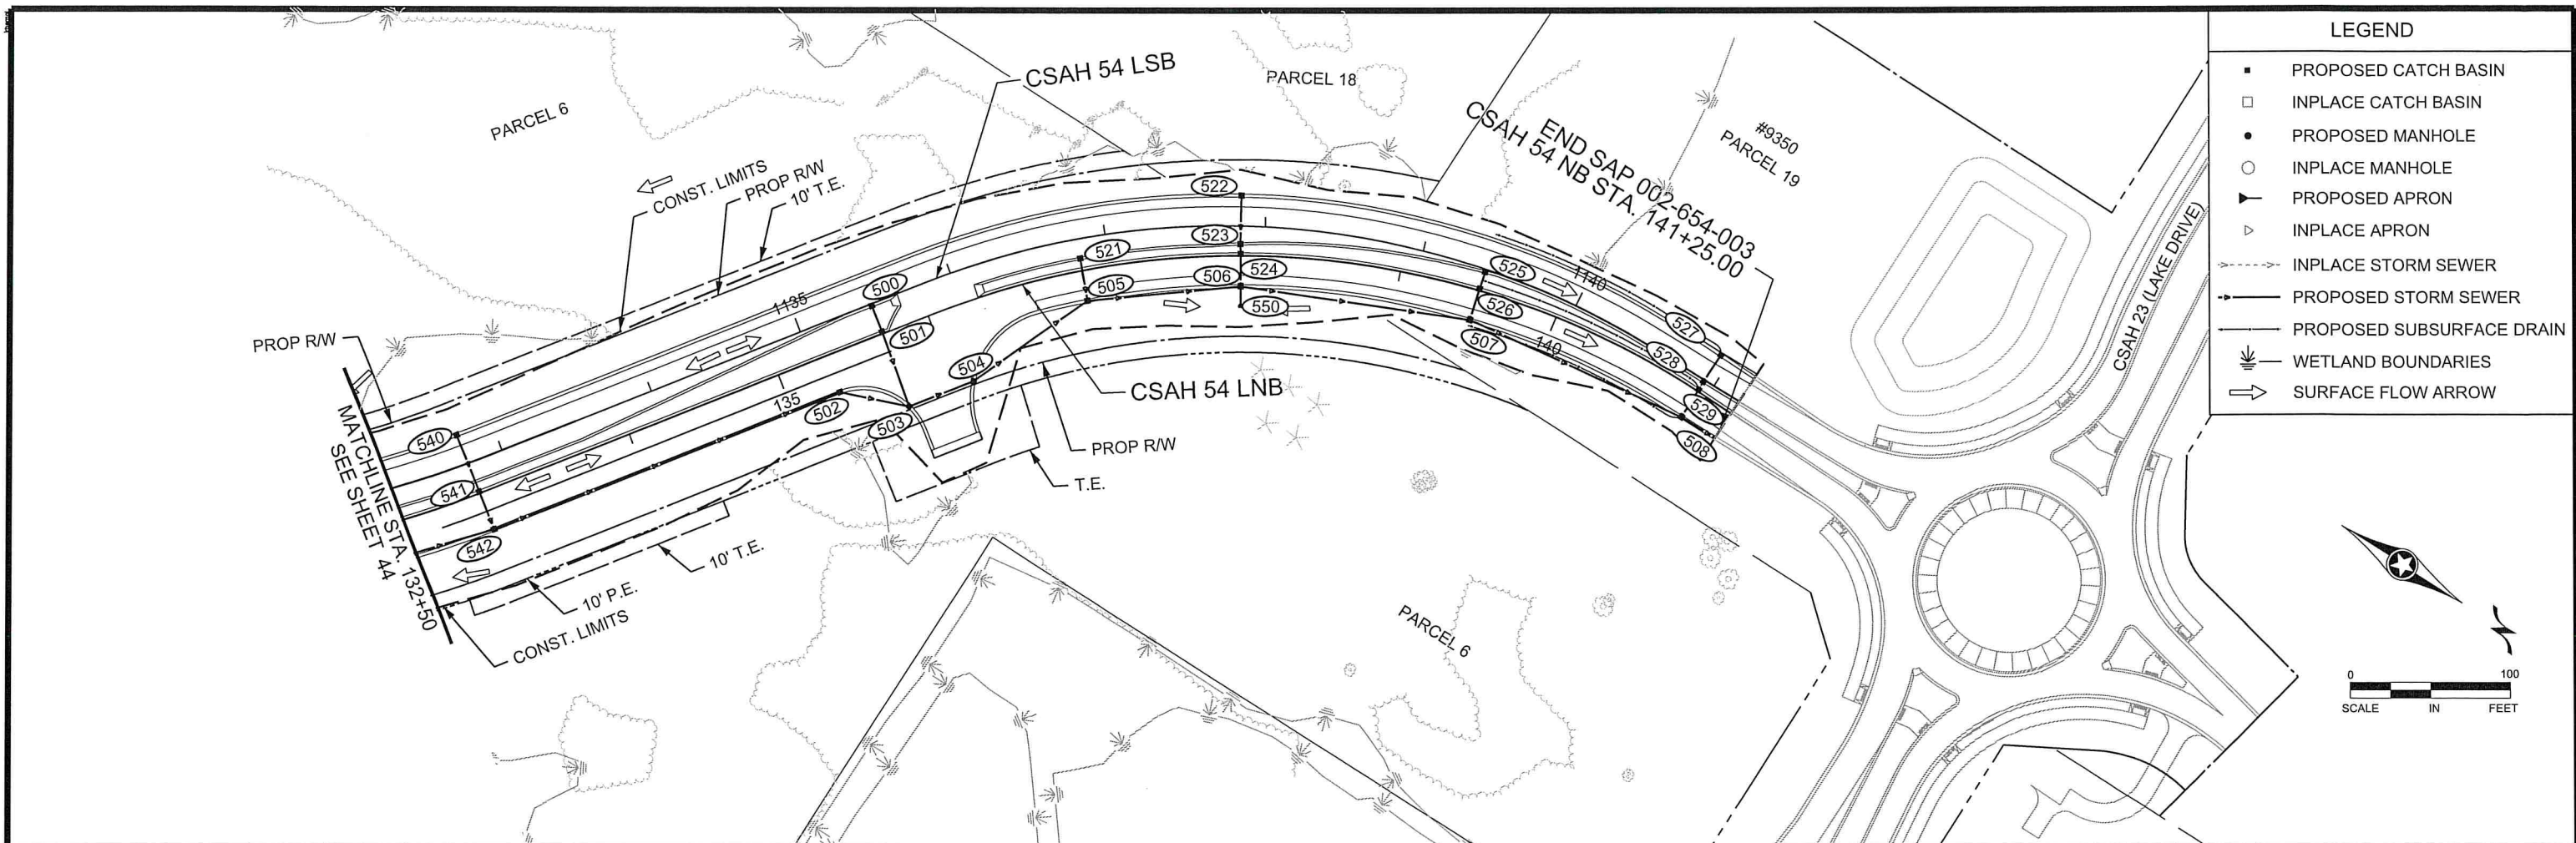 LEGEND
PROPOSED CATCH BASIN
INPLACE CATCH BASIN
PROPOSED MANHOLE
INPLACE MANHOLE
PROPOSED APRON
INPLACE APRON
INPLACE STORM SEWER
PROPOSED STORM SEWER
PROPOSED SUBSURFACE DRAIN
WETLAND BOUNDARIES
SURFACE FLOW ARROW
CSAH 54 LSB
PARCEL 18
PARCEL 6
#9350
PARCEL 19
END SAP 002-654-003
CSAH 54 NB STA. 141+25.00
CONST. LIMITS
PROP R/W
10' T.E.
522
523
521
524
506
505
550
525
1140
526
527
507
140
528
529
508
500
1135
501
504
CSAH 54 LNB
135
502
503
PROP R/W
PROP R/W
T.E.
540
541
542
MATCHLINE STA. 132+50
SEE SHEET 44
10' T.E.
10' P.E.
CONST. LIMITS
PARCEL 6
CSAH 23 (LAKE DRIVE)
N
0 100
SCALE IN FEET